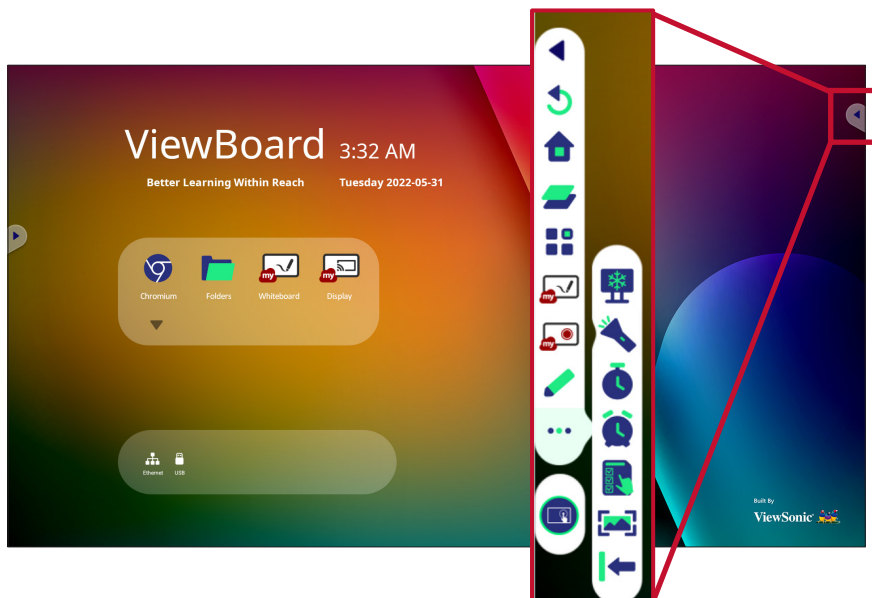 ViewBoard 3:32 AM
Better Learning Within Reach Tuesday 2022-05-31
Chromium Folders Whiteboard Display
my my
my
my
Ethernet USB
Built By
ViewSonic